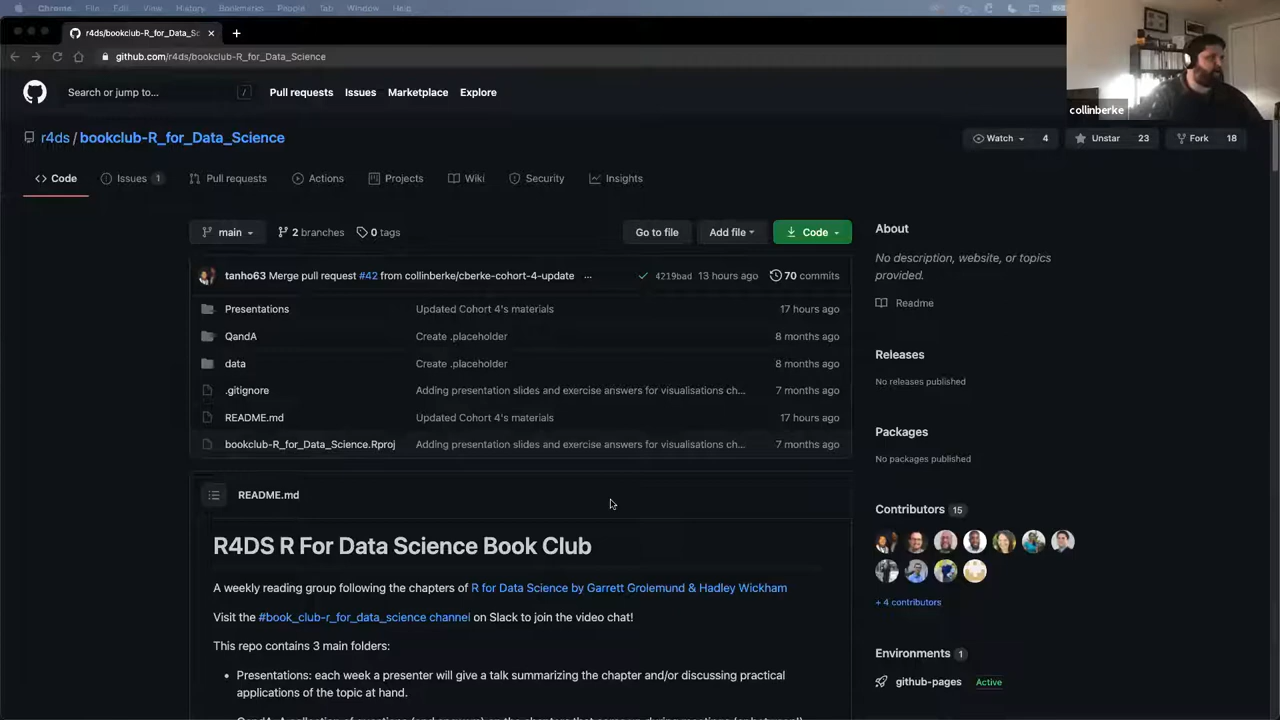 Chrome File Edit View History Bookmarks People Tab Window Help
r4ds/bookclub-R_for_Data_Sc
github.com/r4ds/bookclub-R_for_Data_Science
collinberke
Search or jump to... /
Pull requests Issues Marketplace Explore
r4ds / bookclub-R_for_Data_Science
Watch 4 Unstar 23 Fork 18
Code Issues 1 Pull requests Actions Projects Wiki Security Insights
main 2 branches 0 tags Go to file Add file Code
tanho63 Merge pull request #42 from collinberke/cberke-cohort-4-update ... 4219bad 13 hours ago 70 commits
Presentations Updated Cohort 4's materials 17 hours ago
QandA Create .placeholder 8 months ago
data Create .placeholder 8 months ago
.gitignore Adding presentation slides and exercise answers for visualisations ch... 7 months ago
README.md Updated Cohort 4's materials 17 hours ago
bookclub-R_for_Data_Science.Rproj Adding presentation slides and exercise answers for visualisations ch... 7 months ago
README.md
R4DS R For Data Science Book Club
A weekly reading group following the chapters of R for Data Science by Garrett Grolemund & Hadley Wickham
Visit the #book_club-r_for_data_science channel on Slack to join the video chat!
This repo contains 3 main folders:
• Presentations: each week a presenter will give a talk summarizing the chapter and/or discussing practical
applications of the topic at hand.
About
No description, website, or topics
provided.
Readme
Releases
No releases published
Packages
No packages published
Contributors 15
+ 4 contributors
Environments 1
github-pages Active